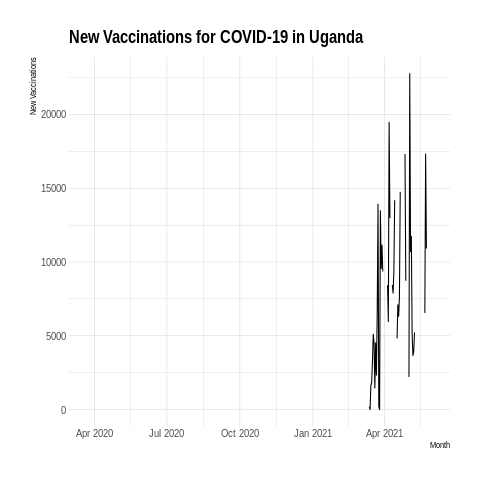 New Vaccinations for COVID-19 in Uganda
New Vaccinations
20000
15000
10000
5000
0
Apr 2020 Jul 2020 Oct 2020 Jan 2021 Apr 2021
Month